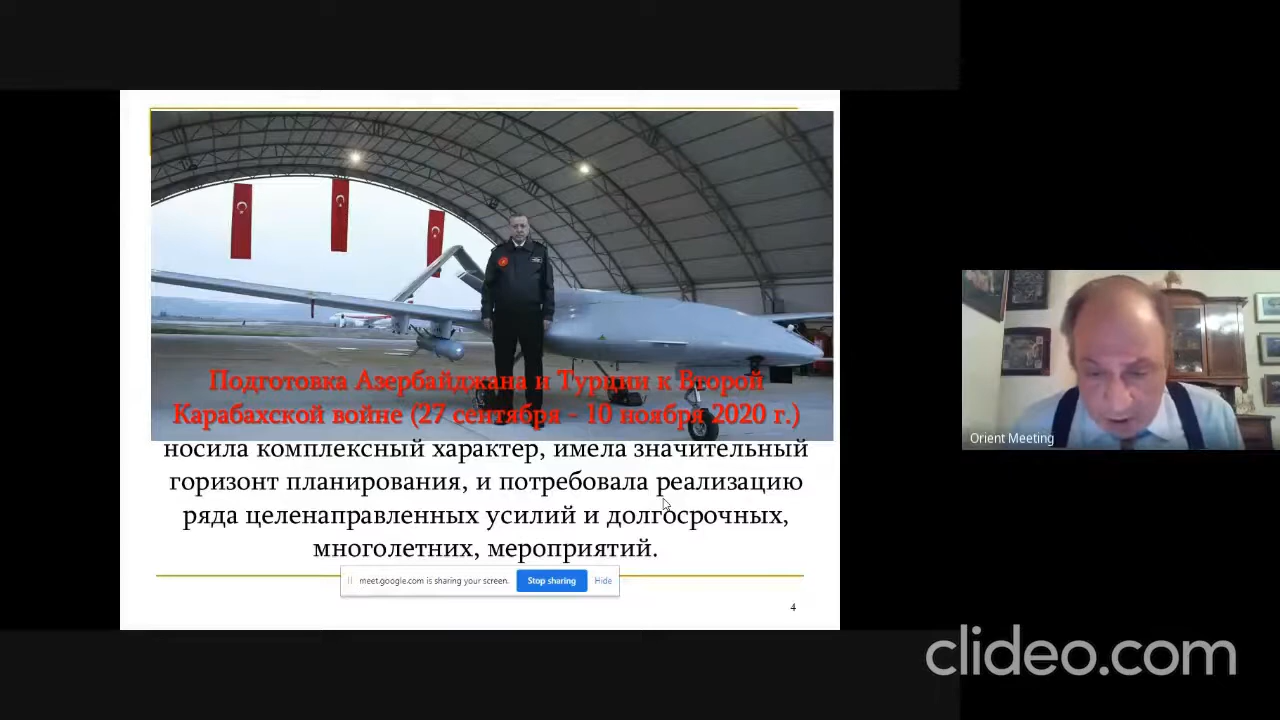 Подготовка Азербайджана и Турции к Второй
Карабахской войне (27 сентября - 10 ноября 2020 г.)
носила комплексный характер, имела значительный
горизонт планирования, и потребовала реализацию
ряда целенаправленных усилий и долгосрочных,
многолетних, мероприятий.
meet.google.com is sharing your screen.
Stop sharing
Hide
4
Orient Meeting
clideo.com